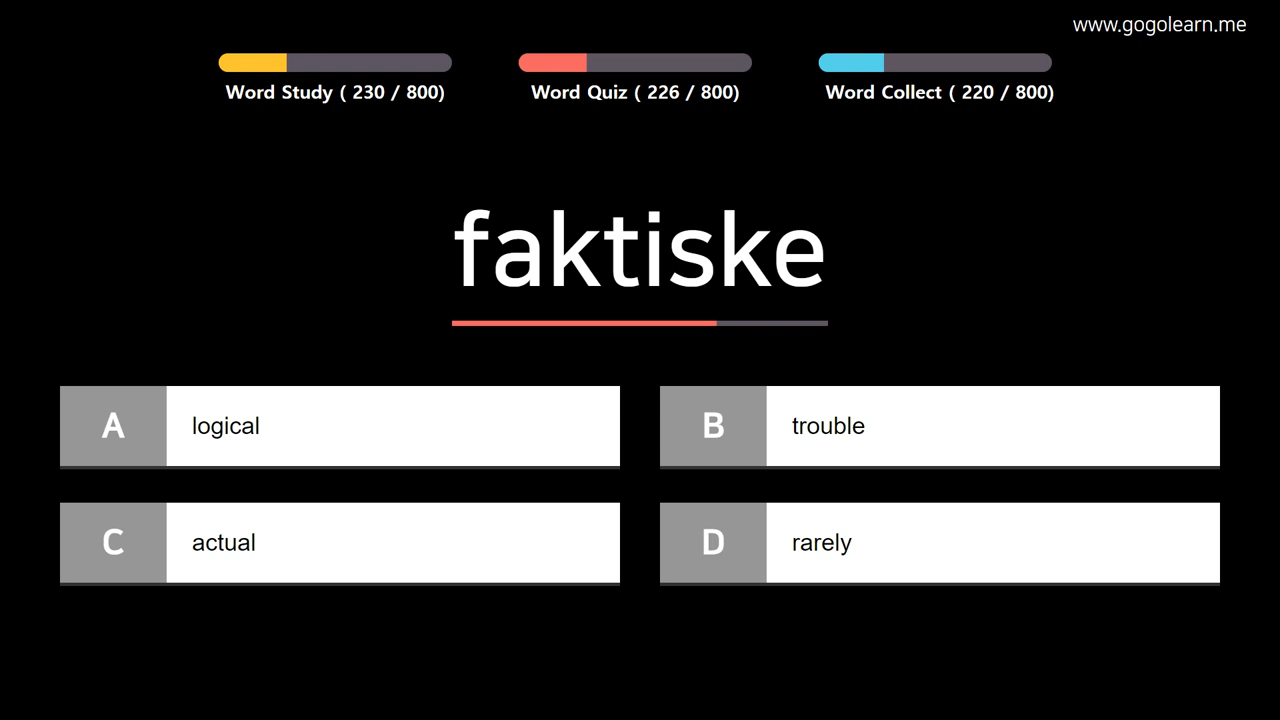 www.gogolearn.me
Word Study ( 230 / 800)
Word Quiz ( 226 / 800)
Word Collect ( 220 / 800)
faktiske
A logical
B trouble
C actual
D rarely